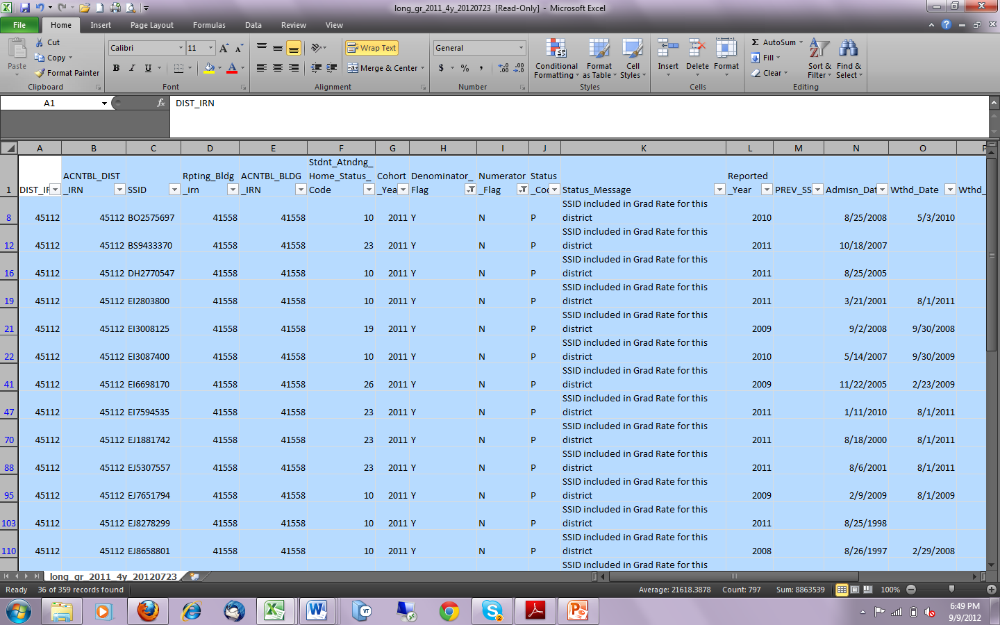 long_gr_2011_4y_20120723 [Read-Only] - Microsoft Excel
File Home Insert Page Layout Formulas Data Review View
Paste Cut Copy Format Painter Clipboard
Calibri 11 B I U Font
Wrap Text Merge & Center Alignment
General $ % , Number
Conditional Formatting Format as Table Cell Styles Styles
Insert Delete Format Cells
Σ AutoSum Fill Clear Sort & Filter Find & Select Editing
A1 fx DIST_IRN
A B C D E F G H I J K L M N O P
1 DIST_IF ACNTBL_DIST_IRN SSID Rpting_Bldg_irn ACNTBL_BLDG_IRN Stdnt_Atndng_Home_Status_Code Cohort_Yea Denominator_Flag Numerator_Flag Status_Co Status_Message Reported_Year PREV_SS Admisn_Dat Wthd_Date Wthd_
8 45112 45112 BO2575697 41558 41558 10 2011 Y N P SSID included in Grad Rate for this district 2010 8/25/2008 5/3/2010
12 45112 45112 BS9433370 41558 41558 23 2011 Y N P SSID included in Grad Rate for this district 2011 10/18/2007
16 45112 45112 DH2770547 41558 41558 10 2011 Y N P SSID included in Grad Rate for this district 2011 8/25/2005
19 45112 45112 EI2803800 41558 41558 10 2011 Y N P SSID included in Grad Rate for this district 2011 3/21/2001 8/1/2011
21 45112 45112 EI3008125 41558 41558 19 2011 Y N P SSID included in Grad Rate for this district 2009 9/2/2008 9/30/2008
22 45112 45112 EI3087400 41558 41558 10 2011 Y N P SSID included in Grad Rate for this district 2010 5/14/2007 9/30/2009
41 45112 45112 EI6698170 41558 41558 26 2011 Y N P SSID included in Grad Rate for this district 2009 11/22/2005 2/23/2009
47 45112 45112 EI7594535 41558 41558 23 2011 Y N P SSID included in Grad Rate for this district 2011 1/11/2010 8/1/2011
70 45112 45112 EJ1881742 41558 41558 23 2011 Y N P SSID included in Grad Rate for this district 2011 8/18/2000 8/1/2011
88 45112 45112 EJ5307557 41558 41558 23 2011 Y N P SSID included in Grad Rate for this district 2011 8/6/2001 8/1/2011
95 45112 45112 EJ7651794 41558 41558 10 2011 Y N P SSID included in Grad Rate for this district 2009 2/9/2009 8/1/2009
103 45112 45112 EJ8278299 41558 41558 10 2011 Y N P SSID included in Grad Rate for this district 2011 8/25/1998
110 45112 45112 EJ8658801 41558 41558 10 2011 Y N P SSID included in Grad Rate for this district 2008 8/26/1997 2/29/2008
SSID included in Grad Rate for this
long_gr_2011_4y_20120723
Ready 36 of 359 records found Average: 21618.3878 Count: 797 Sum: 8863539 100%
6:49 PM
9/9/2012